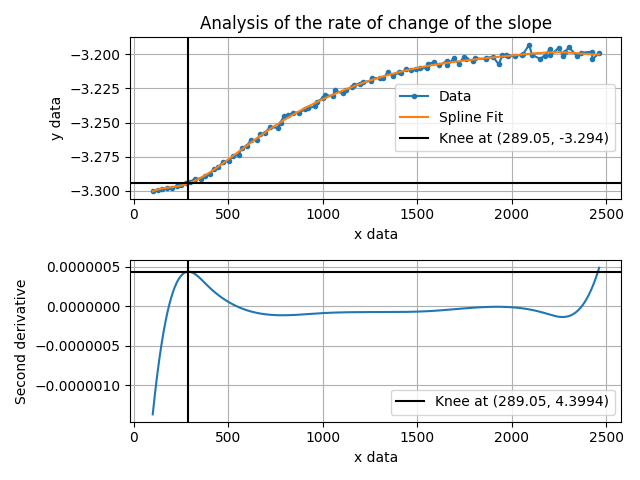 Analysis of the rate of change of the slope
−3.200
−3.225
−3.250
−3.275
−3.300
y data
Data
Spline Fit
Knee at (289.05, -3.294)
0 500 1000 1500 2000 2500
x data
0.0000005
0.0000000
−0.0000005
−0.0000010
Second derivative
Knee at (289.05, 4.3994)
0 500 1000 1500 2000 2500
x data